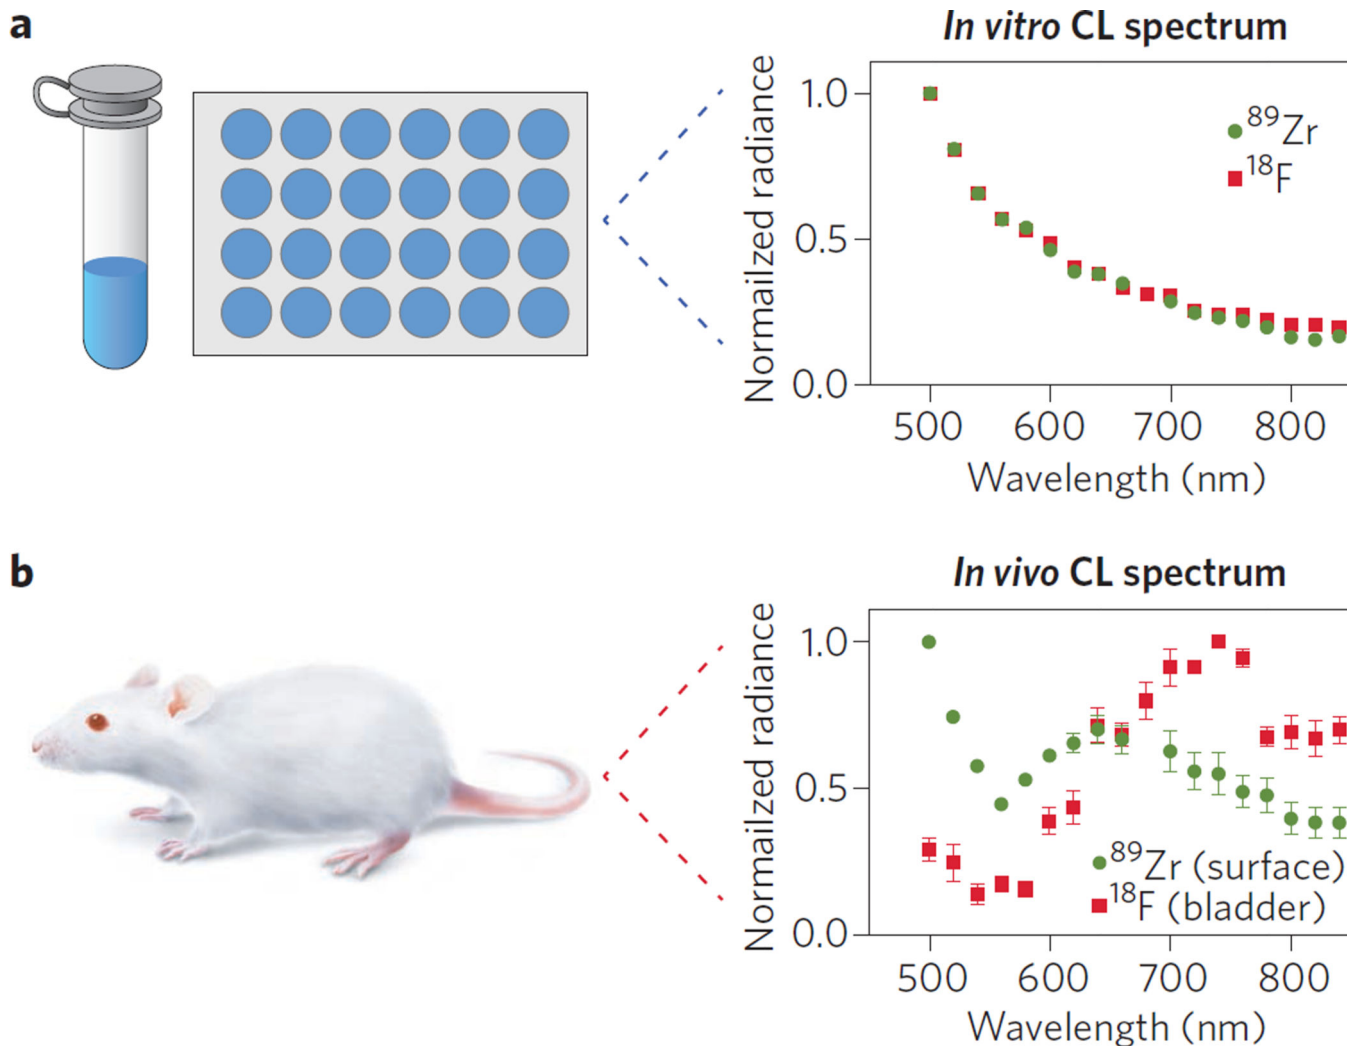 a
In vitro CL spectrum
Normailzed radiance
1.0
0.5
0.0
89Zr
18F
500 600 700 800
Wavelength (nm)
b
In vivo CL spectrum
Normailzed radiance
1.0
0.5
0.0
89Zr (surface)
18F (bladder)
500 600 700 800
Wavelength (nm)